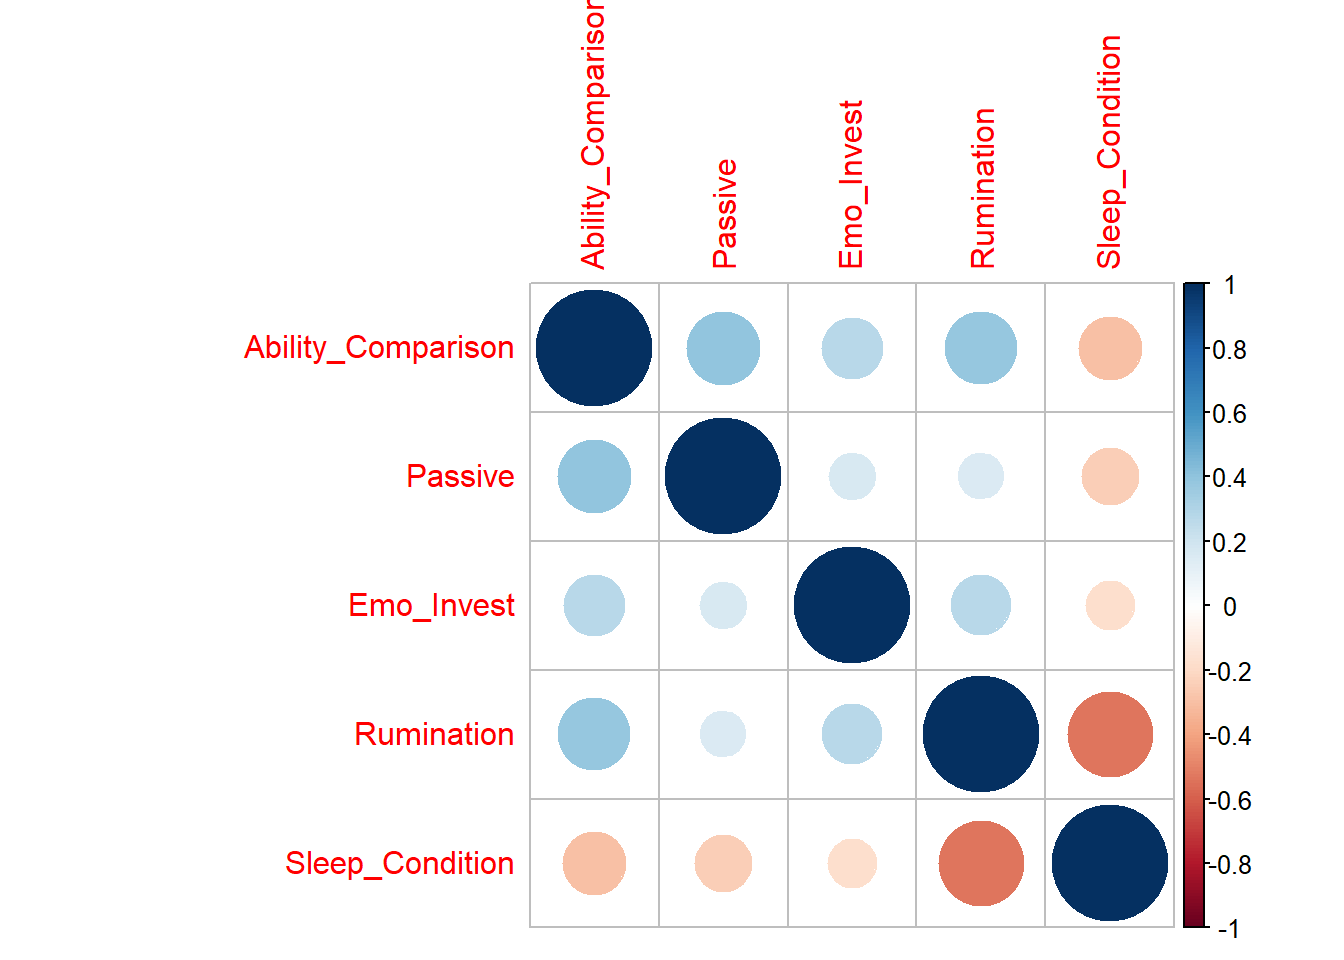 Ability_Comparison
Passive
Emo_Invest
Rumination
Sleep_Condition
Ability_Comparison
Passive
Emo_Invest
Rumination
Sleep_Condition
1
0.8
0.6
0.4
0.2
0
-0.2
-0.4
-0.6
-0.8
-1